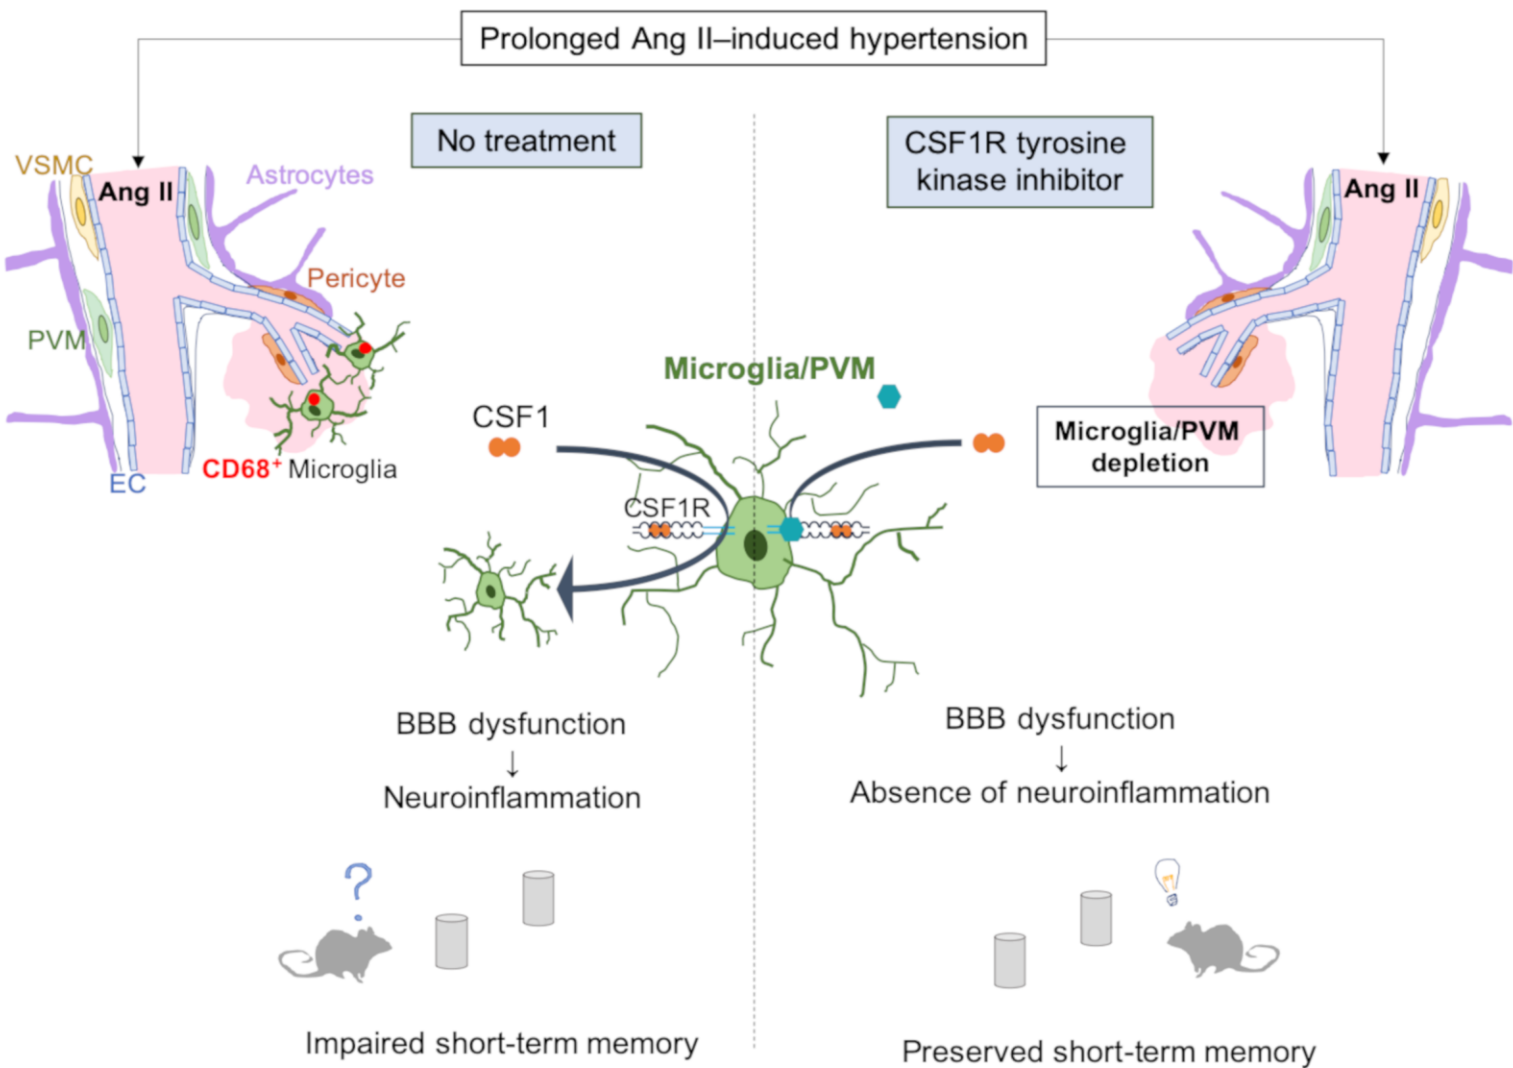 Prolonged Ang II–induced hypertension
No treatment
CSF1R tyrosine
kinase inhibitor
VSMC
Ang II
Astrocytes
Pericyte
PVM
EC
CD68+ Microglia
Ang II
Microglia/PVM
CSF1
CSF1R
Microglia/PVM
depletion
BBB dysfunction
↓
Neuroinflammation
BBB dysfunction
↓
Absence of neuroinflammation
?
Impaired short-term memory
Preserved short-term memory